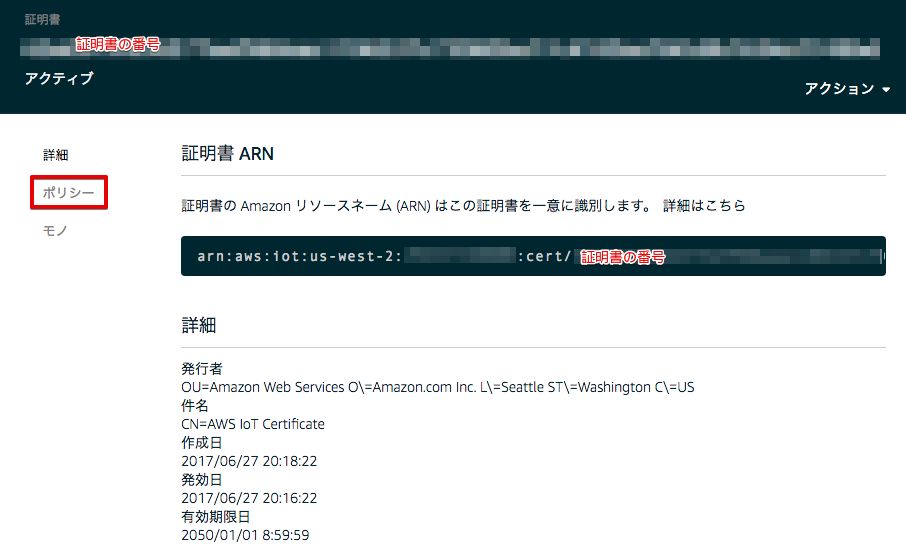 証明書
証明書の番号
アクティブ
アクション
詳細
ポリシー
モノ
証明書 ARN
証明書の Amazon リソースネーム (ARN) はこの証明書を一意に識別します。 詳細はこちら
arn:aws:iot:us-west-2: :cert/ 証明書の番号
詳細
発行者
OU=Amazon Web Services O\=Amazon.com Inc. L\=Seattle ST\=Washington C\=US
件名
CN=AWS IoT Certificate
作成日
2017/06/27 20:18:22
発効日
2017/06/27 20:16:22
有効期限日
2050/01/01 8:59:59